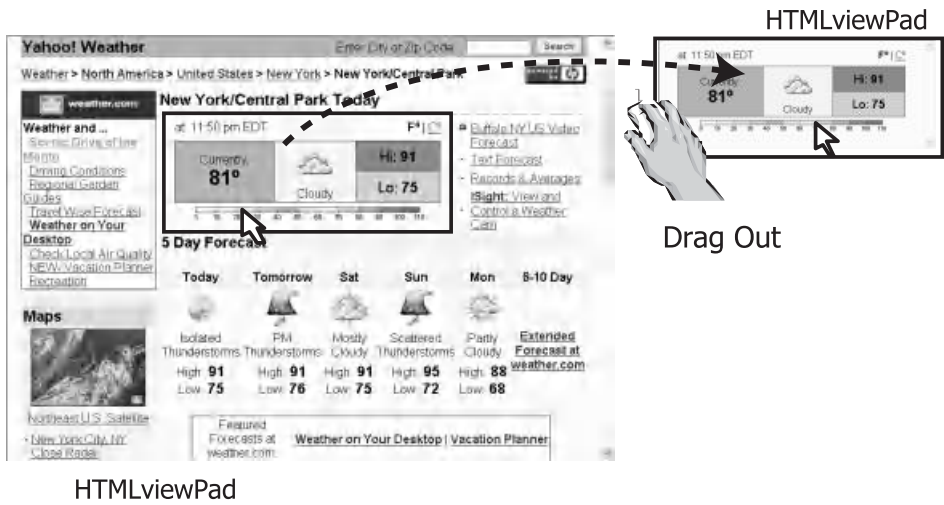 HTMLviewPad
Yahoo! Weather
Enter City or Zip Code
Search
Weather > North America > United States > New York > New York/Central Park
weather.com
New York/Central Park Today
at 11:50 pm EDT
F° | C°
Currently,
81°
Cloudy
Hi: 91
Lo: 75
at 11:50 pm EDT
F° | C°
81°
Cloudy
Hi: 91
Lo: 75
Drag Out
Weather and ...
Driving Conditions
Regional Garden
Guides
Travel Wise Forecast
Weather on Your
Desktop
Check Local Air Quality
NEW: Vacation Planner
Recreation
Buffalo NY US Video
Forecast
Text Forecast
Records & Averages
iSight: View and
Control a Weather
Cam
5 Day Forecast
Today Tomorrow Sat Sun Mon 6-10 Day
Isolated
Thunderstorms
PM
Thunderstorms
Mostly
Cloudy
Scattered
Thunderstorms
Partly
Cloudy
Extended
Forecast at
weather.com
High: 91 High: 91 High: 91 High: 95 High: 88
Low: 75 Low: 76 Low: 75 Low: 72 Low: 68
Maps
Northeast U.S. Satellite
New York City, NY
Close Radar
Featured
Forecasts at
weather.com
Weather on Your Desktop | Vacation Planner
HTMLviewPad